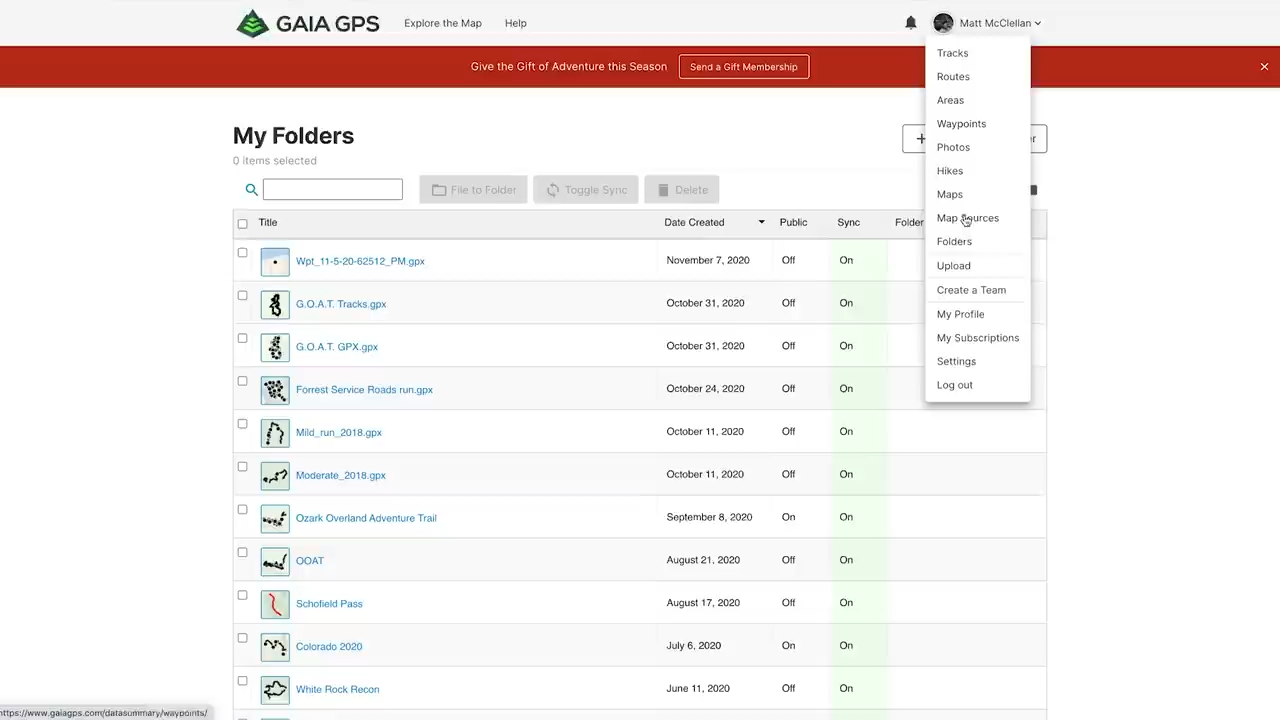 GAIA GPS
Explore the Map
Help
Matt McClellan
Give the Gift of Adventure this Season
Send a Gift Membership
Tracks
Routes
Areas
Waypoints
Photos
Hikes
Maps
Map Sources
Folders
Upload
Create a Team
My Profile
My Subscriptions
Settings
Log out
My Folders
0 items selected
File to Folder
Toggle Sync
Delete
Title Date Created Public Sync Folder
Wpt_11-5-20-62512_PM.gpx November 7, 2020 Off On
G.O.A.T. Tracks.gpx October 31, 2020 Off On
G.O.A.T. GPX.gpx October 31, 2020 Off On
Forrest Service Roads run.gpx October 24, 2020 Off On
Mild_run_2018.gpx October 11, 2020 Off On
Moderate_2018.gpx October 11, 2020 Off On
Ozark Overland Adventure Trail September 8, 2020 On On
OOAT August 21, 2020 Off On
Schofield Pass August 17, 2020 Off On
Colorado 2020 July 6, 2020 On On
White Rock Recon June 11, 2020 Off On
https://www.gaiagps.com/datasummary/waypoints/